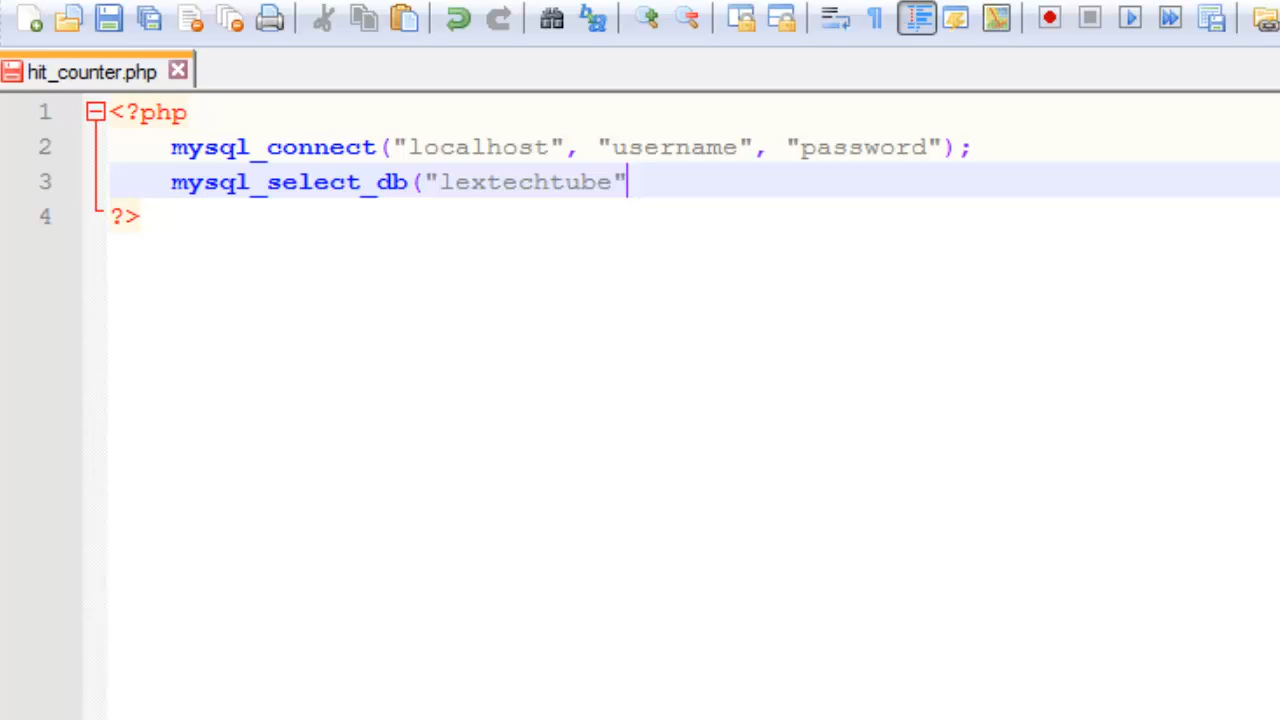 hit_counter.php
1 <?php
2 mysql_connect("localhost", "username", "password");
3 mysql_select_db("lextechtube"
4 ?>